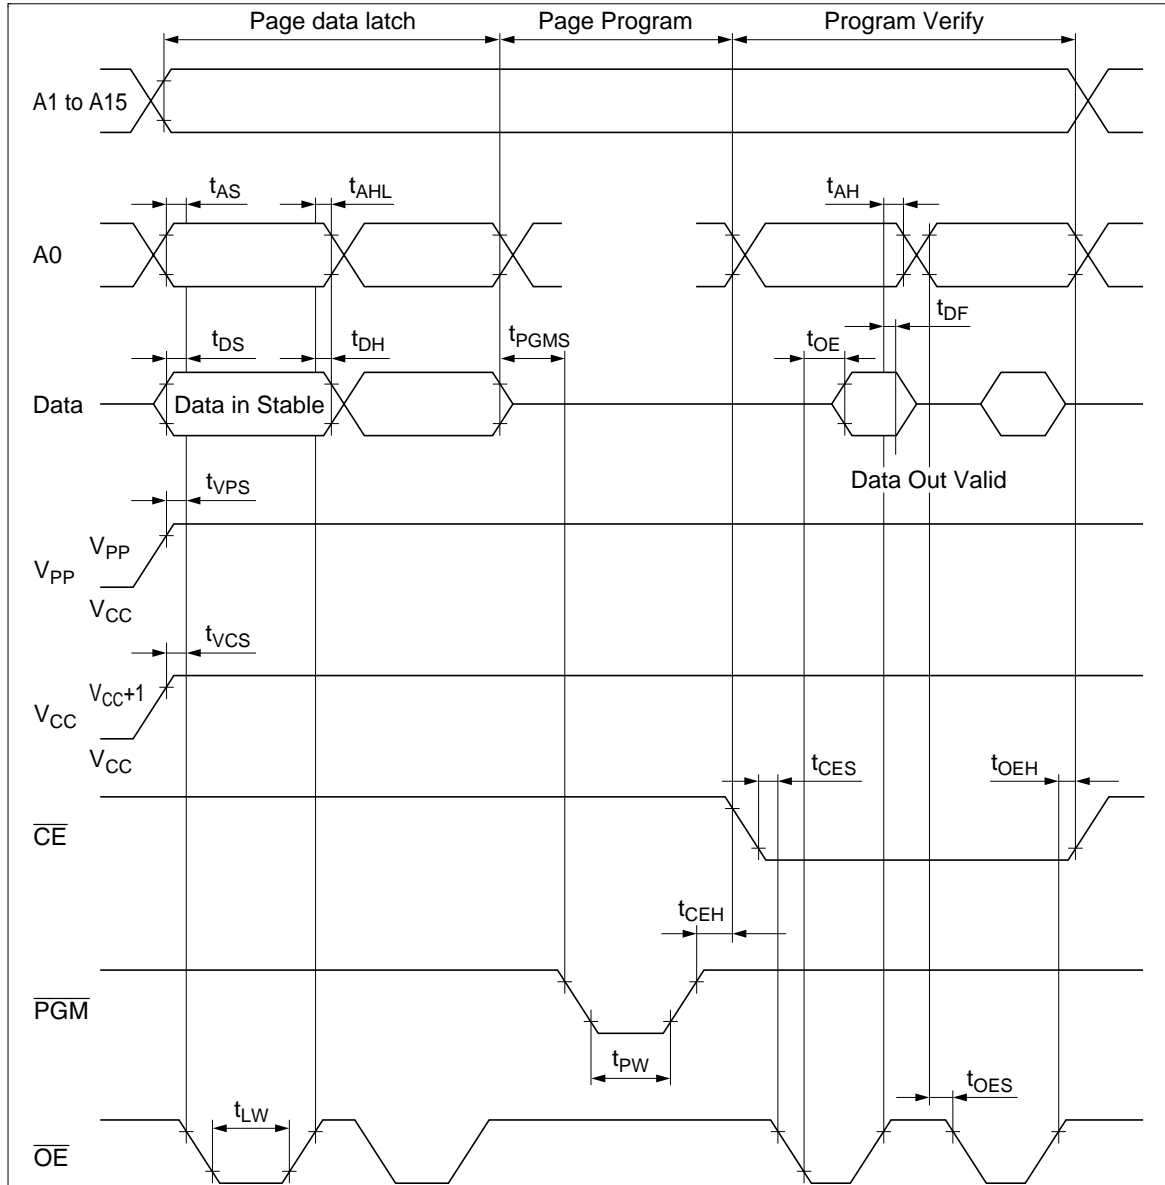 Page data latch Page Program Program Verify
A1 to A15
tAS tAHL tAH
A0
tDF
tDS tDH tPGMS tOE
Data Data in Stable
Data Out Valid
tVPS
VPP
VPP
VCC
tVCS
VCC+1
VCC
VCC
tCES tOEH
CE
tCEH
PGM
tPW
tOES
tLW
OE